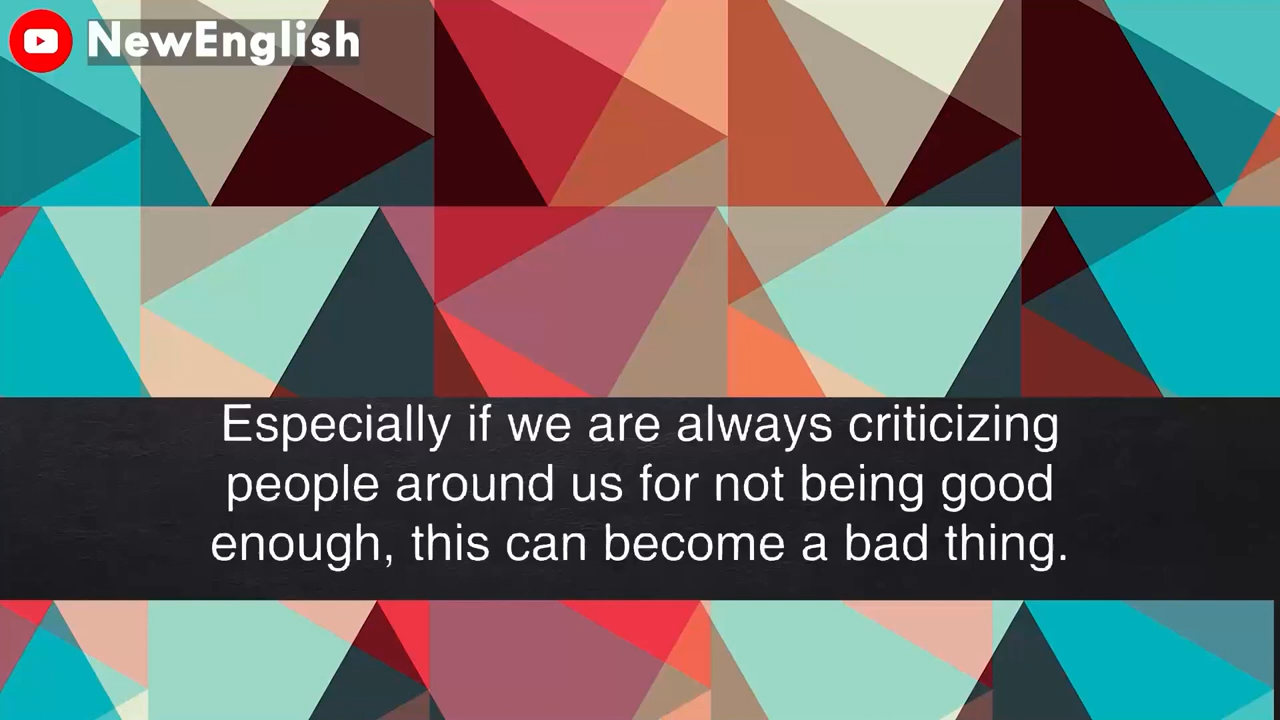 NewEnglish
Especially if we are always criticizing
people around us for not being good
enough, this can become a bad thing.